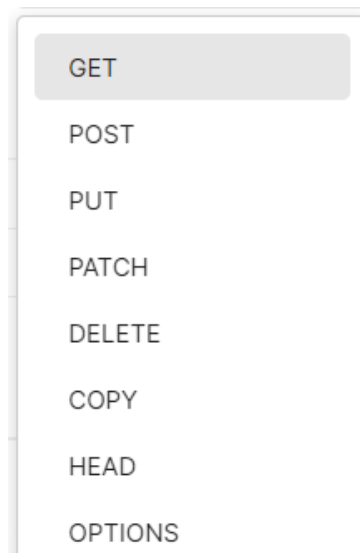 GET
POST
PUT
PATCH
DELETE
COPY
HEAD
OPTIONS